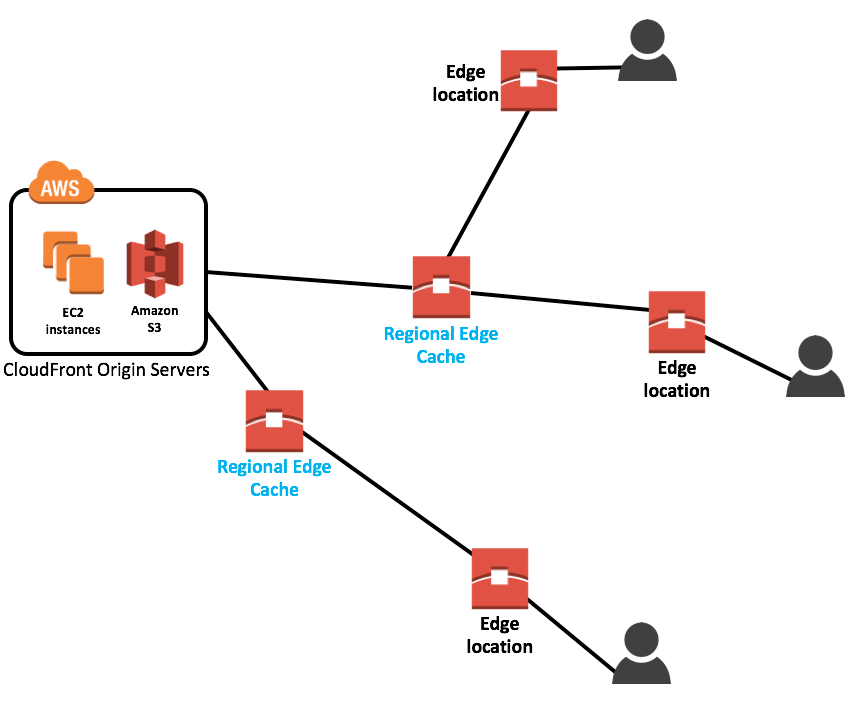 Edge
location
AWS
EC2
instances
Amazon
S3
CloudFront Origin Servers
Regional Edge
Cache
Edge
location
Regional Edge
Cache
Edge
location